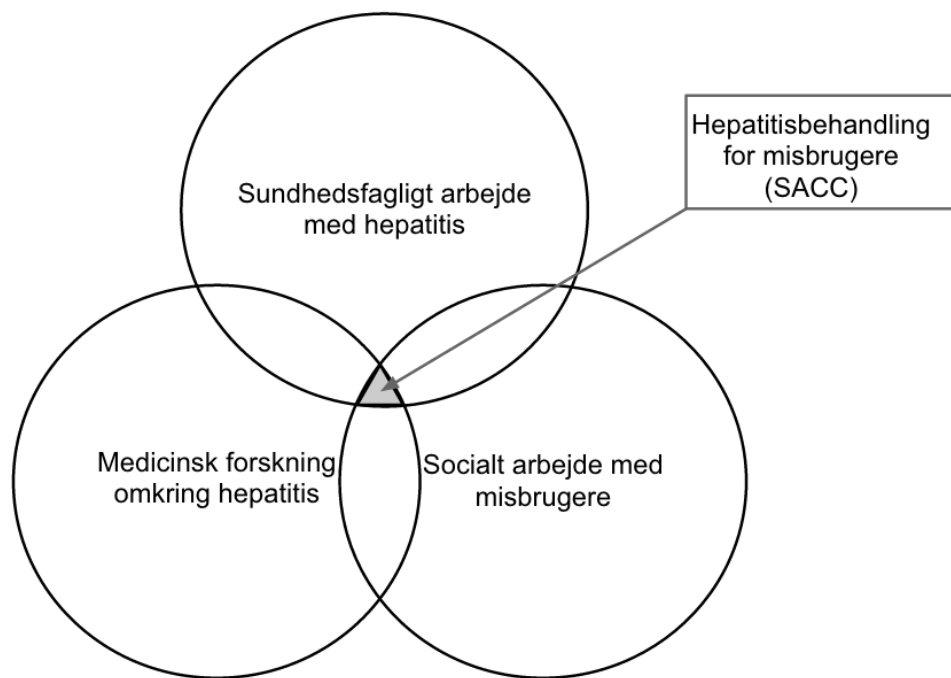 Hepatitisbehandling
for misbrugere
(SACC)
Sundhedsfagligt arbejde
med hepatitis
Medicinsk forskning
omkring hepatitis
Socialt arbejde med
misbrugere